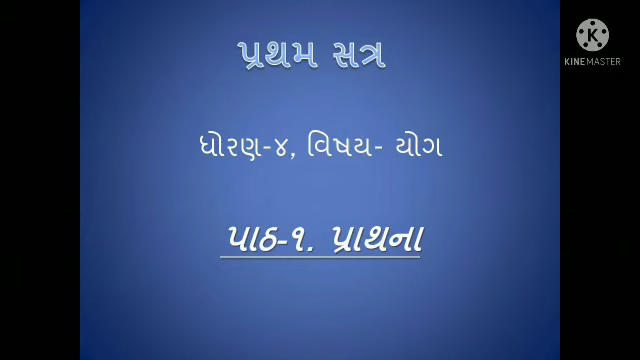 પ્રથમ સત્ર
K
KINEMASTER
ધોરણ-૪, વિષય- યોગ
પાઠ-૧. પ્રાથના